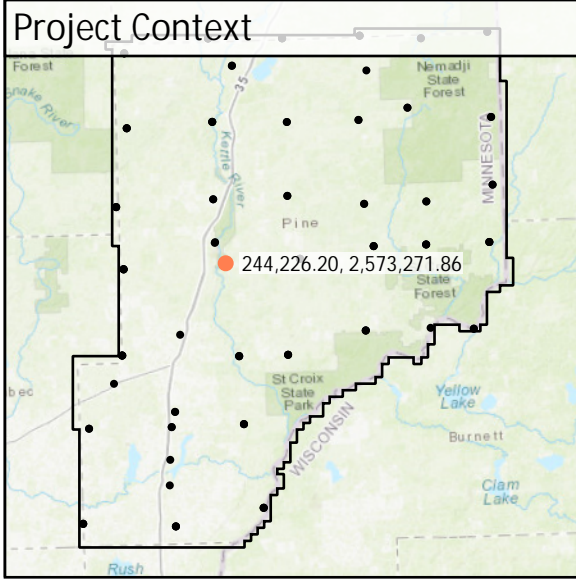 Project Context
Forest
Nemadji
State
Forest
Snake River
35
Kettle River
MINNESOTA
Pine
244,226.20, 2,573,271.86
State
Forest
St Croix
State
Park
WISCONSIN
Yellow
Lake
Burnett
Clam
Lake
bec
Rush